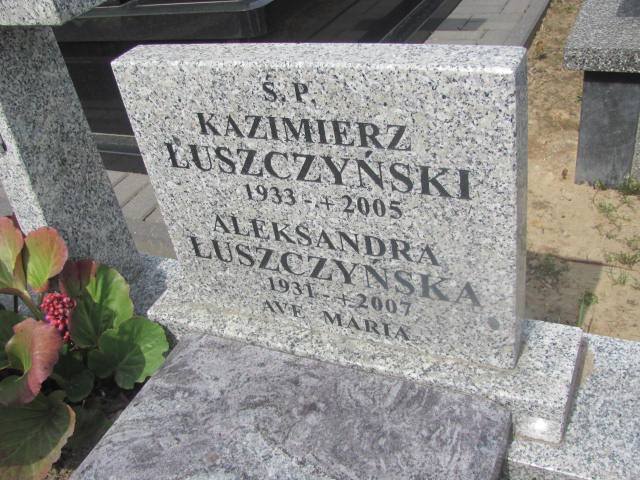 Ś. P.
KAZIMIERZ
ŁUSZCZYŃSKI
1933 - + 2005
ALEKSANDRA
ŁUSZCZYŃSKA
1931 - + 2007
AVE MARIA